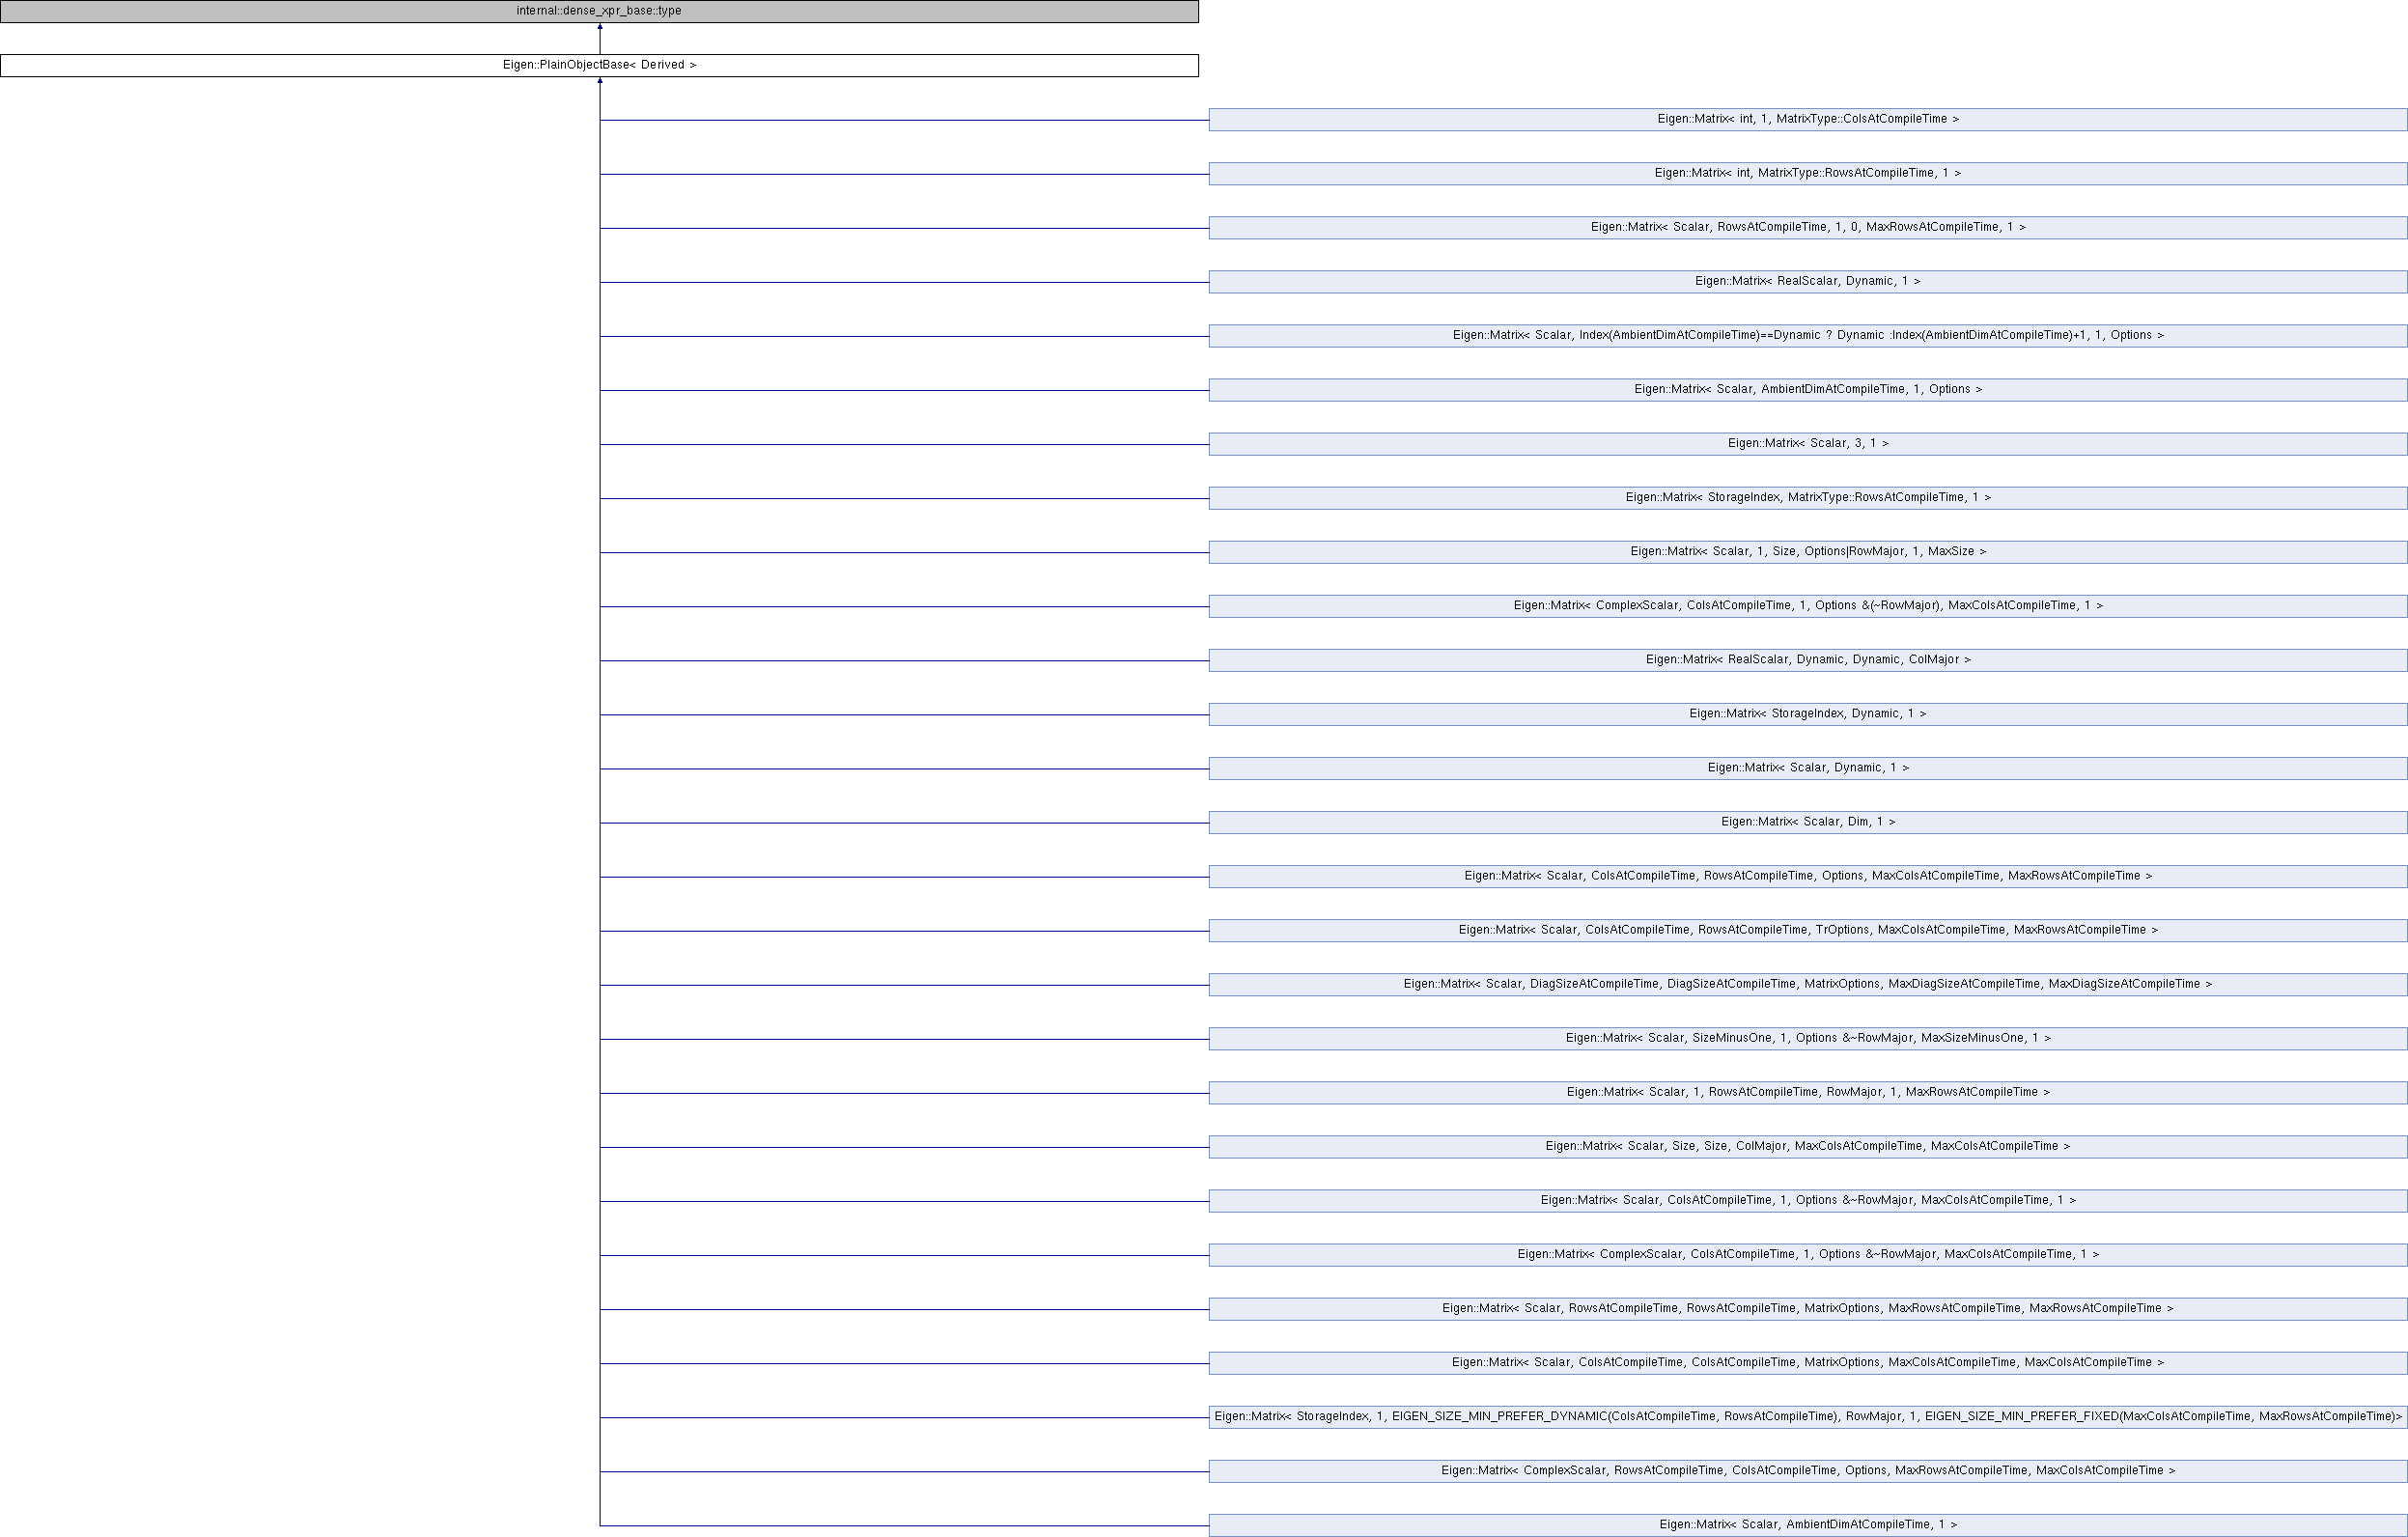 internal::dense_xpr_base::type
Eigen::PlainObjectBase< Derived >
Eigen::Matrix< int, 1, MatrixType::ColsAtCompileTime >
Eigen::Matrix< int, MatrixType::RowsAtCompileTime, 1 >
Eigen::Matrix< Scalar, RowsAtCompileTime, 1, 0, MaxRowsAtCompileTime, 1 >
Eigen::Matrix< RealScalar, Dynamic, 1 >
Eigen::Matrix< Scalar, Index(AmbientDimAtCompileTime)==Dynamic ? Dynamic :Index(AmbientDimAtCompileTime)+1, 1, Options >
Eigen::Matrix< Scalar, AmbientDimAtCompileTime, 1, Options >
Eigen::Matrix< Scalar, 3, 1 >
Eigen::Matrix< StorageIndex, MatrixType::RowsAtCompileTime, 1 >
Eigen::Matrix< Scalar, 1, Size, Options|RowMajor, 1, MaxSize >
Eigen::Matrix< ComplexScalar, ColsAtCompileTime, 1, Options &(~RowMajor), MaxColsAtCompileTime, 1 >
Eigen::Matrix< RealScalar, Dynamic, Dynamic, ColMajor >
Eigen::Matrix< StorageIndex, Dynamic, 1 >
Eigen::Matrix< Scalar, Dynamic, 1 >
Eigen::Matrix< Scalar, Dim, 1 >
Eigen::Matrix< Scalar, ColsAtCompileTime, RowsAtCompileTime, Options, MaxColsAtCompileTime, MaxRowsAtCompileTime >
Eigen::Matrix< Scalar, ColsAtCompileTime, RowsAtCompileTime, TrOptions, MaxColsAtCompileTime, MaxRowsAtCompileTime >
Eigen::Matrix< Scalar, DiagSizeAtCompileTime, DiagSizeAtCompileTime, MatrixOptions, MaxDiagSizeAtCompileTime, MaxDiagSizeAtCompileTime >
Eigen::Matrix< Scalar, SizeMinusOne, 1, Options &~RowMajor, MaxSizeMinusOne, 1 >
Eigen::Matrix< Scalar, 1, RowsAtCompileTime, RowMajor, 1, MaxRowsAtCompileTime >
Eigen::Matrix< Scalar, Size, Size, ColMajor, MaxColsAtCompileTime, MaxColsAtCompileTime >
Eigen::Matrix< Scalar, ColsAtCompileTime, 1, Options &~RowMajor, MaxColsAtCompileTime, 1 >
Eigen::Matrix< ComplexScalar, ColsAtCompileTime, 1, Options &~RowMajor, MaxColsAtCompileTime, 1 >
Eigen::Matrix< Scalar, RowsAtCompileTime, RowsAtCompileTime, MatrixOptions, MaxRowsAtCompileTime, MaxRowsAtCompileTime >
Eigen::Matrix< Scalar, ColsAtCompileTime, ColsAtCompileTime, MatrixOptions, MaxColsAtCompileTime, MaxColsAtCompileTime >
Eigen::Matrix< StorageIndex, 1, EIGEN_SIZE_MIN_PREFER_DYNAMIC(ColsAtCompileTime, RowsAtCompileTime), RowMajor, 1, EIGEN_SIZE_MIN_PREFER_FIXED(MaxColsAtCompileTime, MaxRowsAtCompileTime)>
Eigen::Matrix< ComplexScalar, RowsAtCompileTime, ColsAtCompileTime, Options, MaxRowsAtCompileTime, MaxColsAtCompileTime >
Eigen::Matrix< Scalar, AmbientDimAtCompileTime, 1 >